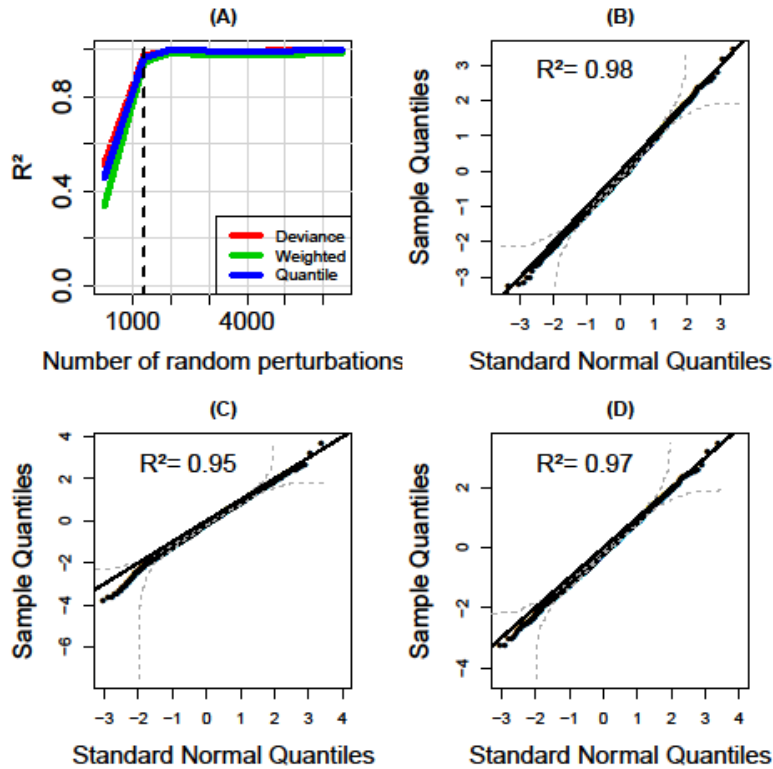 (A)
R²
0.0 0.4 0.8
1000 4000
Number of random perturbations
Deviance
Weighted
Quantile
(B)
R²= 0.98
Sample Quantiles
−3 −2 −1 0 1 2 3
−3 −2 −1 0 1 2 3
Standard Normal Quantiles
(C)
R²= 0.95
Sample Quantiles
−6 −4 −2 0 2 4
−3 −2 −1 0 1 2 3 4
Standard Normal Quantiles
(D)
R²= 0.97
Sample Quantiles
−4 −2 0 2
−3 −2 −1 0 1 2 3 4
Standard Normal Quantiles